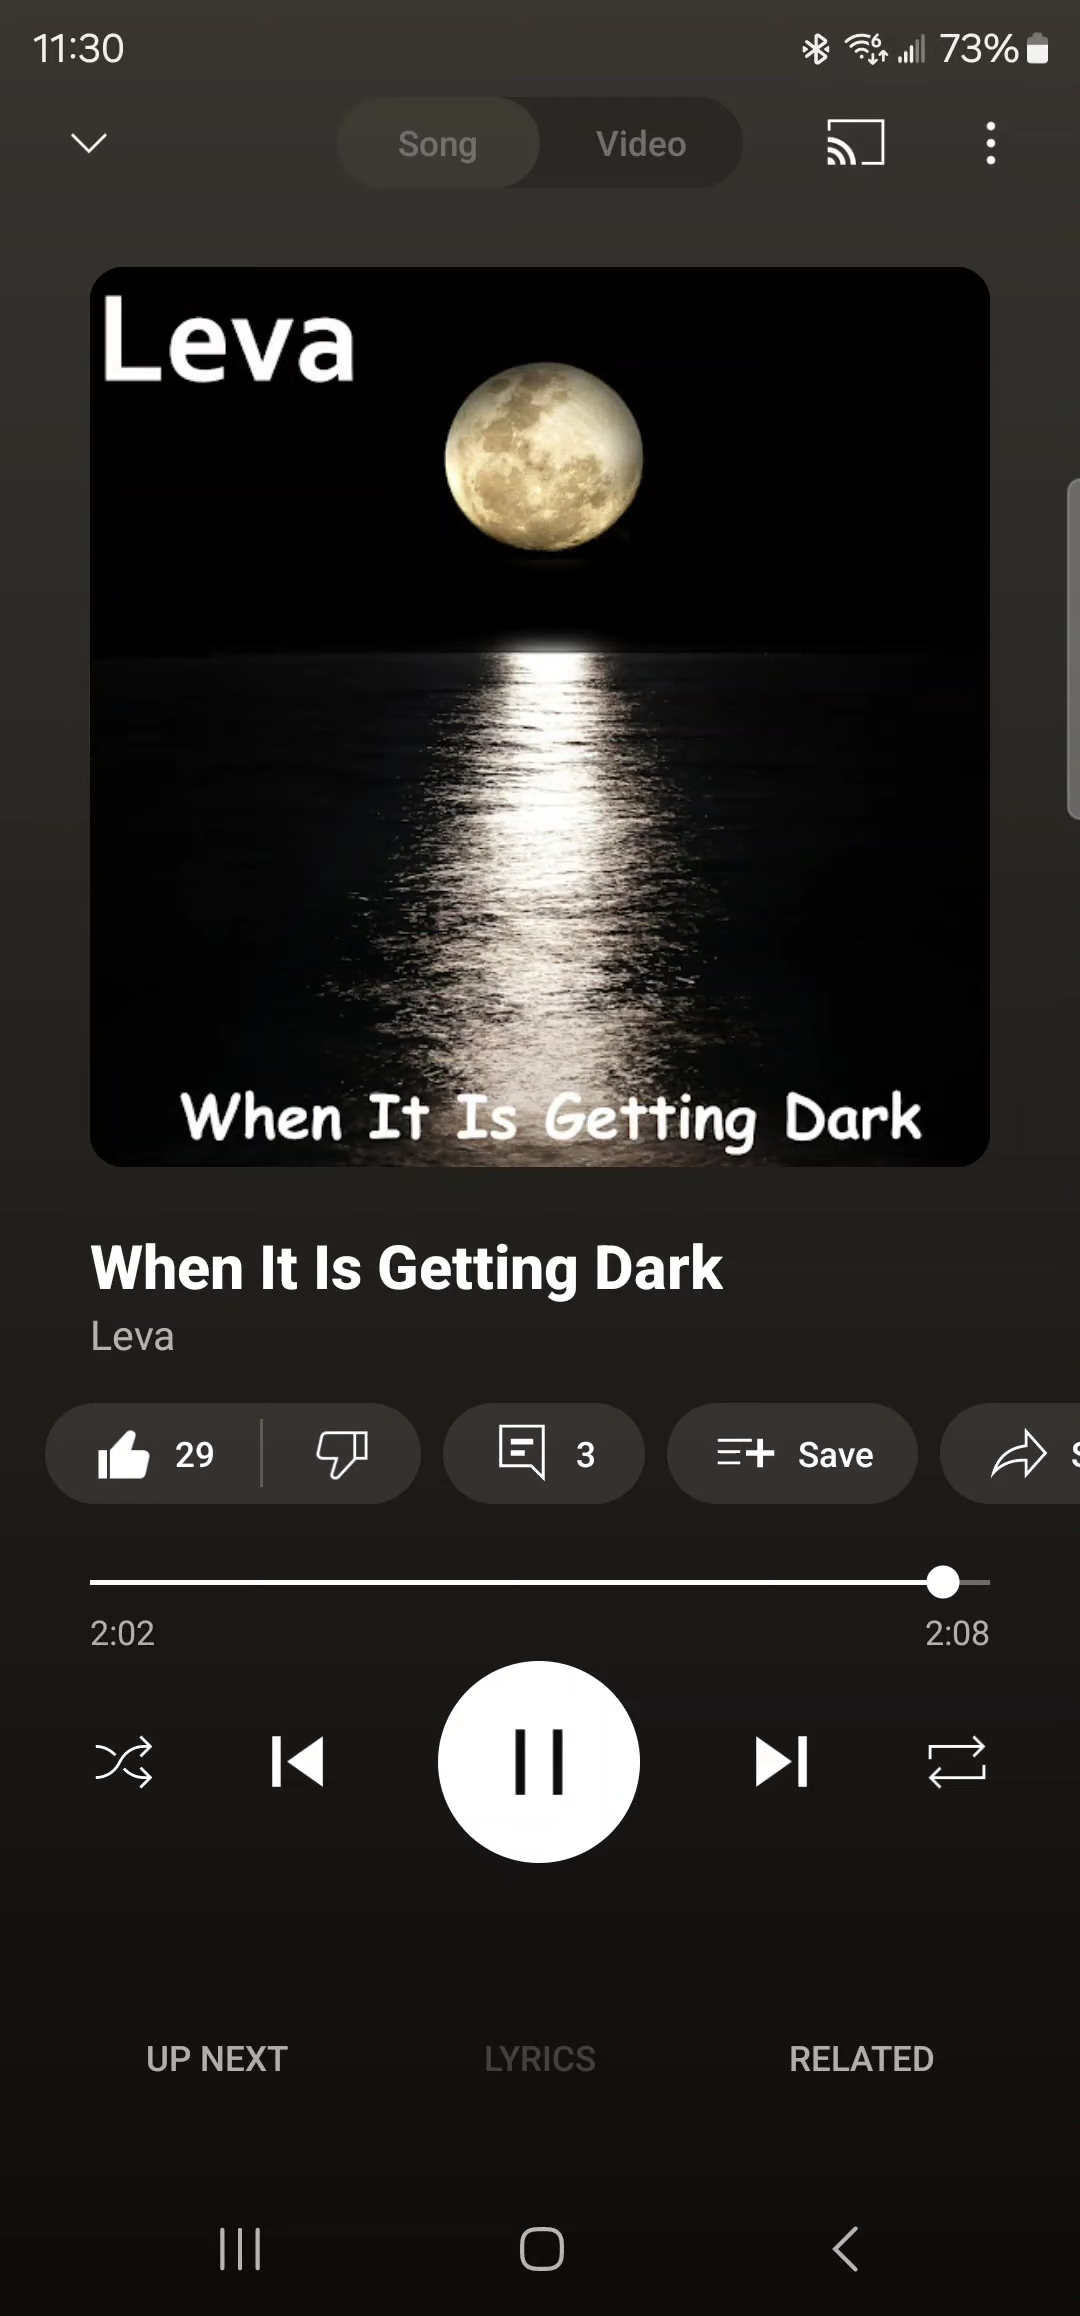 11:30
6
73%
Song
Video
Leva
When It Is Getting Dark
When It Is Getting Dark
Leva
29
3
Save
2:02
2:08
UP NEXT
LYRICS
RELATED